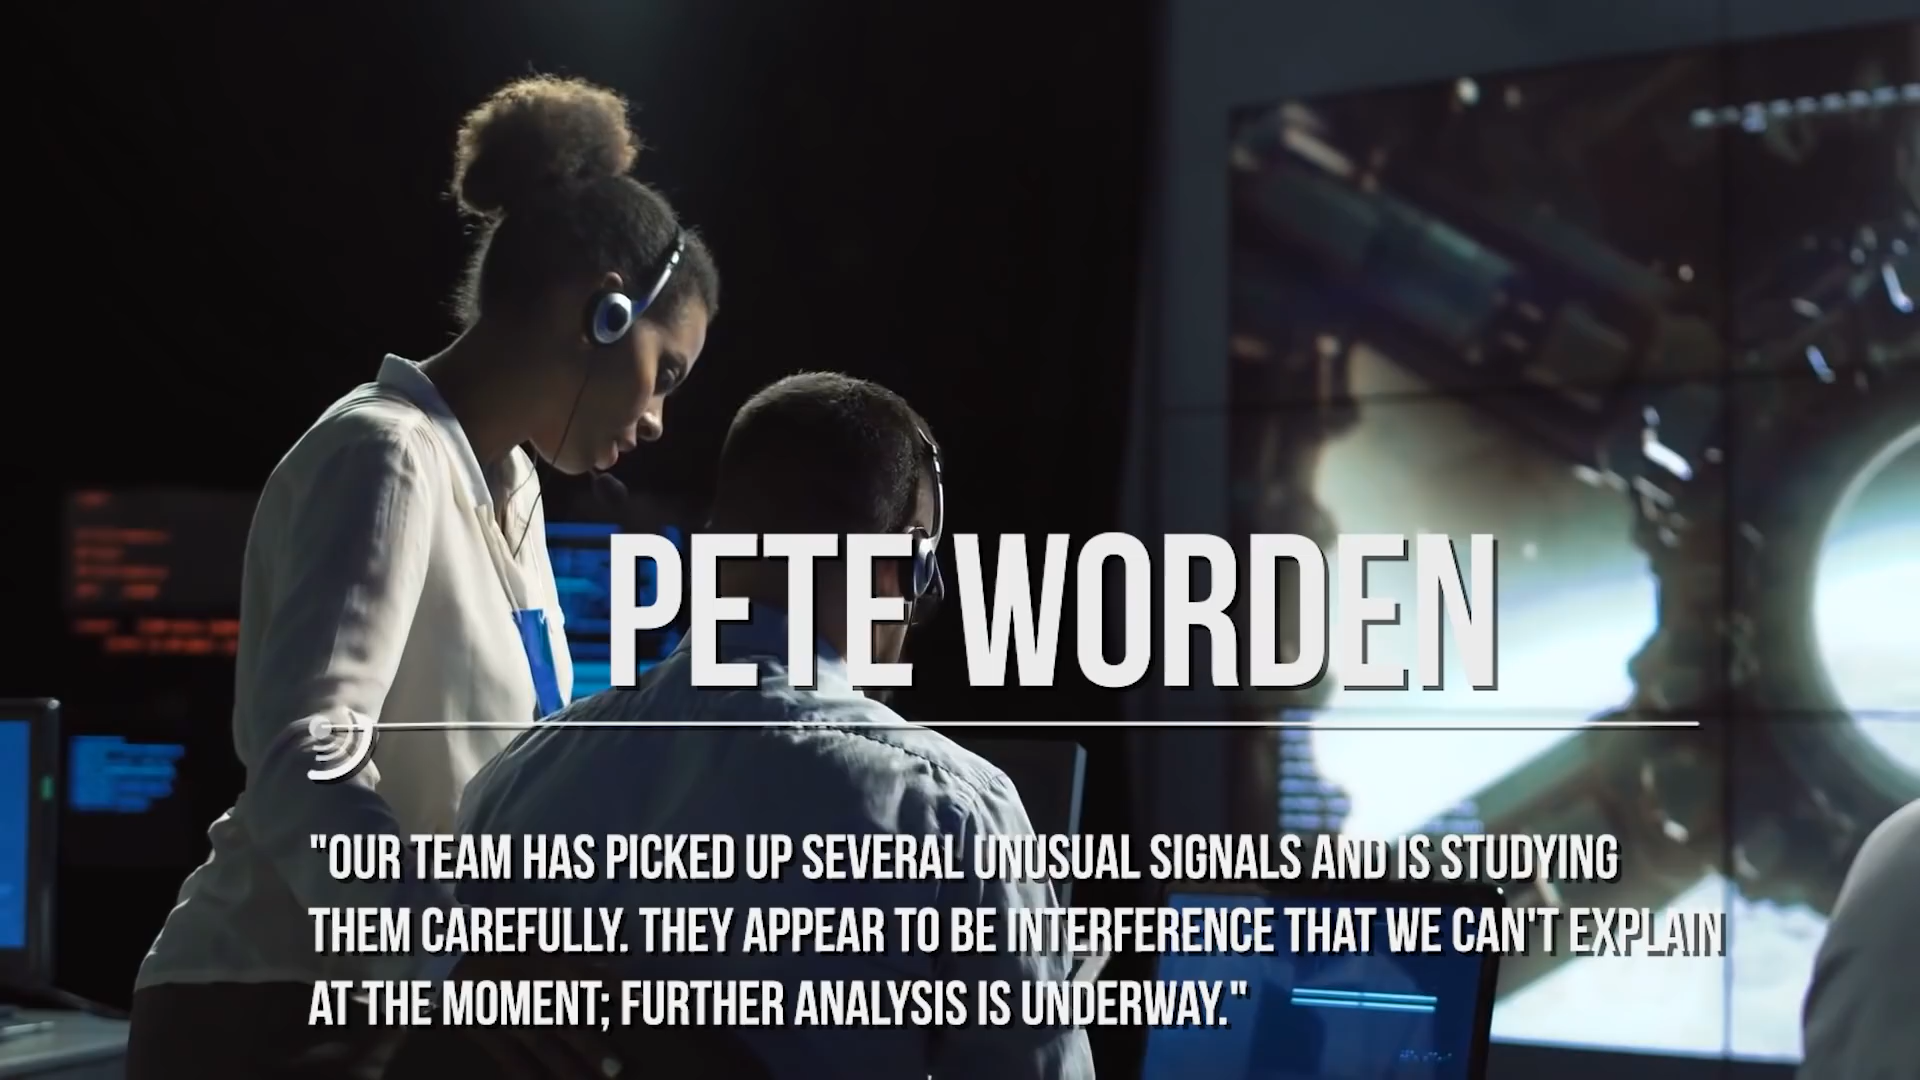 PETE WORDEN
"OUR TEAM HAS PICKED UP SEVERAL UNUSUAL SIGNALS AND IS STUDYING
THEM CAREFULLY. THEY APPEAR TO BE INTERFERENCE THAT WE CAN'T EXPLAIN
AT THE MOMENT; FURTHER ANALYSIS IS UNDERWAY."